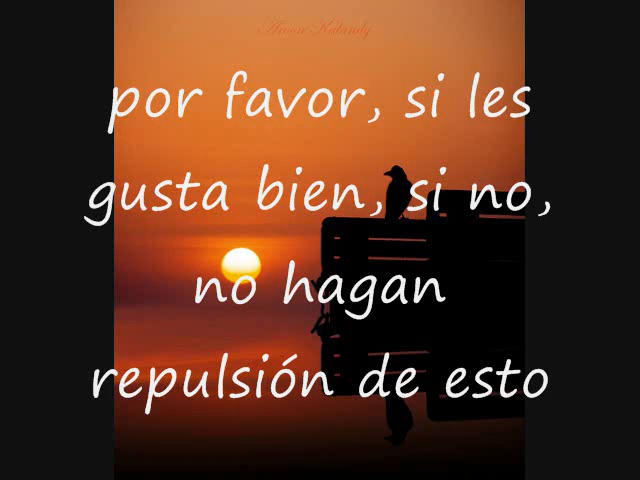 por favor, si les
gusta bien, si no,
no hagan
repulsión de esto